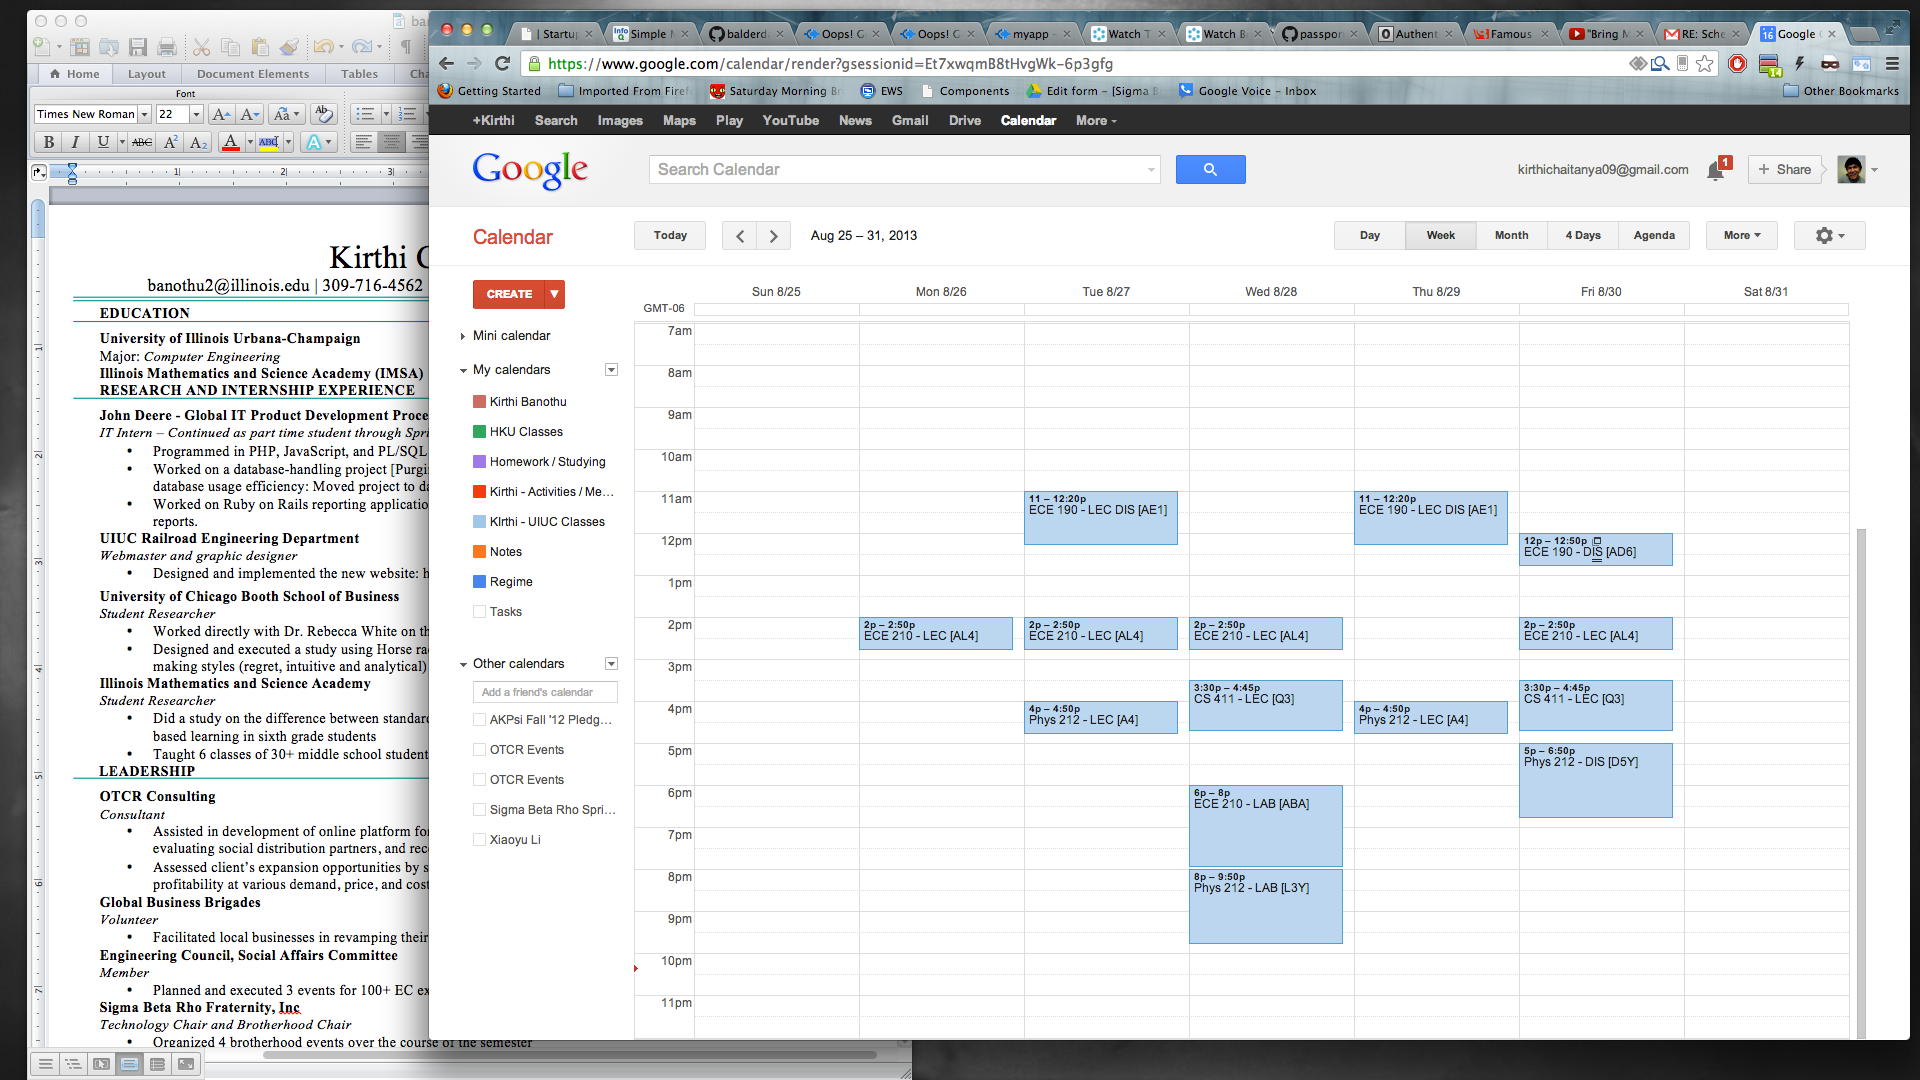 Home Layout Document Elements Tables
Font
Times New Roman 22
Kirthi
banothu2@illinois.edu | 309-716-4562
EDUCATION
University of Illinois Urbana-Champaign
Major: Computer Engineering
Illinois Mathematics and Science Academy (IMSA)
RESEARCH AND INTERNSHIP EXPERIENCE
John Deere - Global IT Product Development
IT Intern – Continued as part time student through
• Programmed in PHP, JavaScript, and PL/SQL
• Worked on a database-handling project
database usage efficiency: Moved project to
• Worked on Ruby on Rails reporting
reports.
UIUC Railroad Engineering Department
Webmaster and graphic designer
• Designed and implemented the new website:
University of Chicago Booth School of Business
Student Researcher
• Worked directly with Dr. Rebecca White on
• Designed and executed a study using Horse
making styles (regret, intuitive and analytical)
Illinois Mathematics and Science Academy
Student Researcher
• Did a study on the difference between
based learning in sixth grade students
• Taught 6 classes of 30+ middle school
LEADERSHIP
OTCR Consulting
Consultant
• Assisted in development of online platform
evaluating social distribution partners, and
• Assessed client's expansion opportunities by
profitability at various demand, price, and
Global Business Brigades
Volunteer
• Facilitated local businesses in revamping their
Engineering Council, Social Affairs Committee
Member
• Planned and executed 3 events for 100+ EC
Sigma Beta Rho Fraternity, Inc
Technology Chair and Brotherhood Chair
• Organized 4 brotherhood events over the course of the semester
| Startup Simple balderd Oops! Oops! myapp Watch T Watch B passpor Authent Famous "Bring M RE: Sche Google
https://www.google.com/calendar/render?gsessionid=Et7xwqmB8tHvgWk-6p3gfg
Getting Started Imported From Saturday Morning EWS Components Edit form – [Sigma Google Voice – Inbox Other Bookmarks
+Kirthi Search Images Maps Play YouTube News Gmail Drive Calendar More
Google Search Calendar kirthichaitanya09@gmail.com 1 + Share
Calendar Today Aug 25 – 31, 2013 Day Week Month 4 Days Agenda More
CREATE
Mini calendar
My calendars
Kirthi Banothu
HKU Classes
Homework / Studying
Kirthi - Activities / Me...
KIrthi - UIUC Classes
Notes
Regime
Tasks
Other calendars
Add a friend's calendar
AKPsi Fall '12 Pledg...
OTCR Events
OTCR Events
Sigma Beta Rho Spri...
Xiaoyu Li
Sun 8/25 Mon 8/26 Tue 8/27 Wed 8/28 Thu 8/29 Fri 8/30 Sat 8/31
GMT-06
7am
8am
9am
10am
11am
12pm
1pm
2pm
3pm
4pm
5pm
6pm
7pm
8pm
9pm
10pm
11pm
2p – 2:50p
ECE 210 - LEC [AL4]
11 – 12:20p
ECE 190 - LEC DIS [AE1]
2p – 2:50p
ECE 210 - LEC [AL4]
4p – 4:50p
Phys 212 - LEC [A4]
2p – 2:50p
ECE 210 - LEC [AL4]
3:30p – 4:45p
CS 411 - LEC [Q3]
6p – 8p
ECE 210 - LAB [ABA]
8p – 9:50p
Phys 212 - LAB [L3Y]
11 – 12:20p
ECE 190 - LEC DIS [AE1]
4p – 4:50p
Phys 212 - LEC [A4]
12p – 12:50p
ECE 190 - DIS [AD6]
2p – 2:50p
ECE 210 - LEC [AL4]
3:30p – 4:45p
CS 411 - LEC [Q3]
5p – 6:50p
Phys 212 - DIS [D5Y]